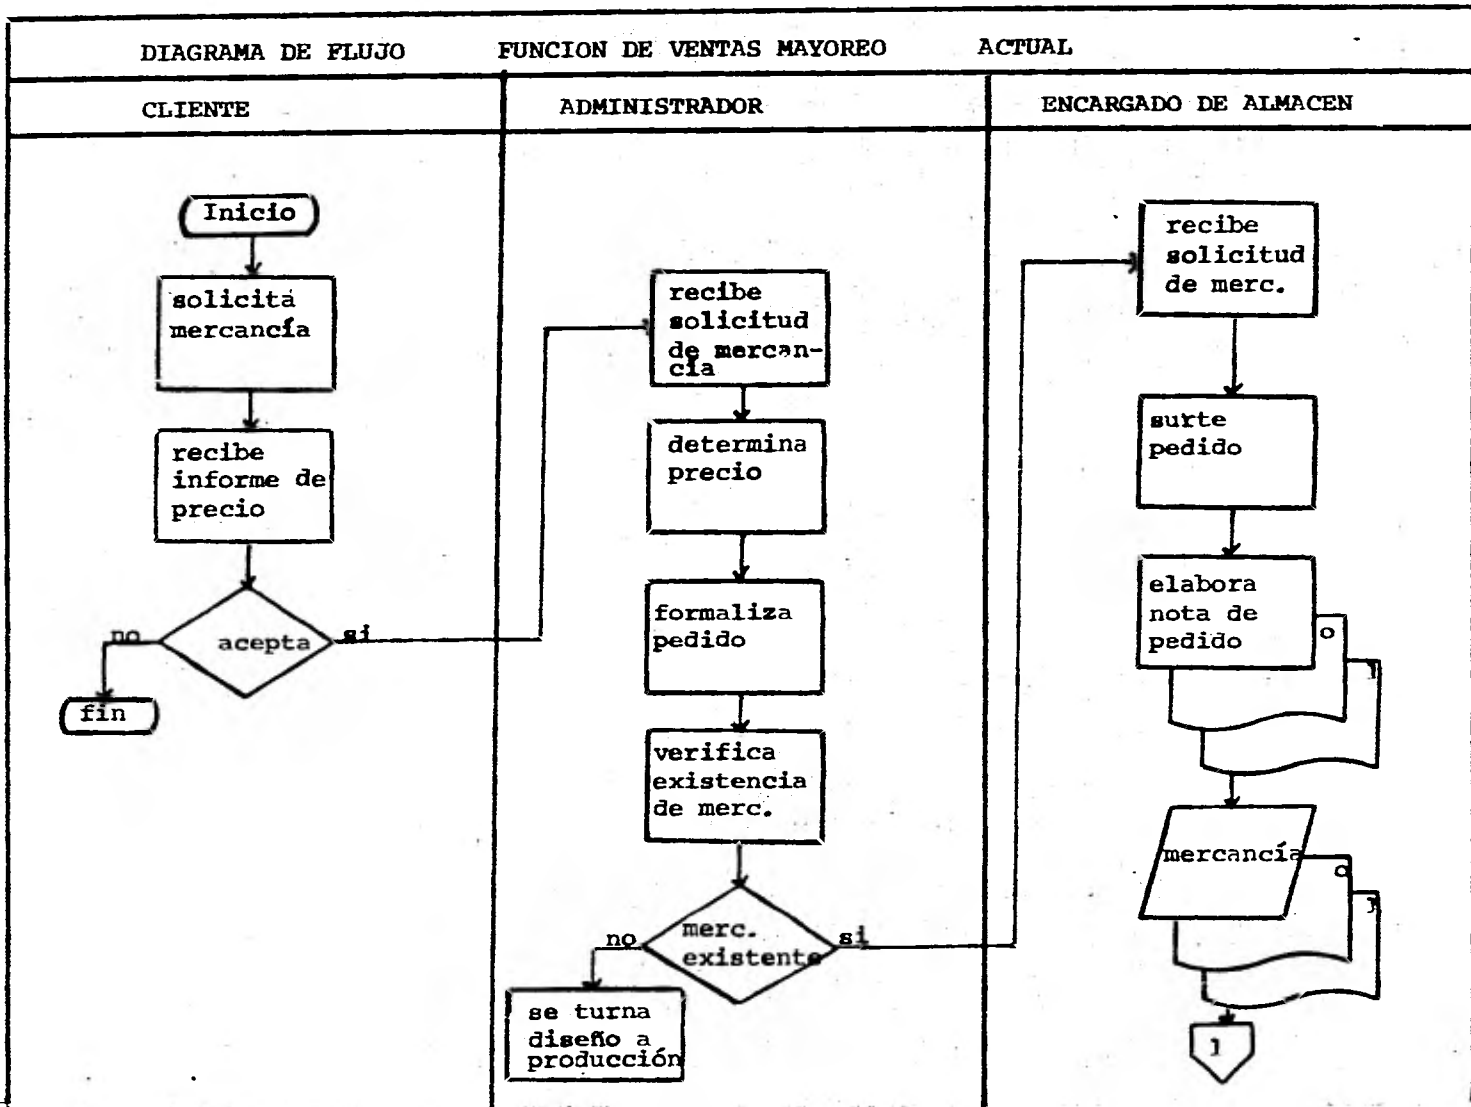 DIAGRAMA DE FLUJO FUNCION DE VENTAS MAYOREO ACTUAL
CLIENTE ADMINISTRADOR ENCARGADO DE ALMACEN
Inicio
solicita
mercancía
recibe
informe de
precio
acepta
no
si
fin
recibe
solicitud
de mercan-
cía
determina
precio
formaliza
pedido
verifica
existencia
de merc.
merc.
existente
no
si
se turna
diseño a
producción
recibe
solicitud
de merc.
surte
pedido
elabora
nota de
pedido
o
1
mercancía
o
1
1